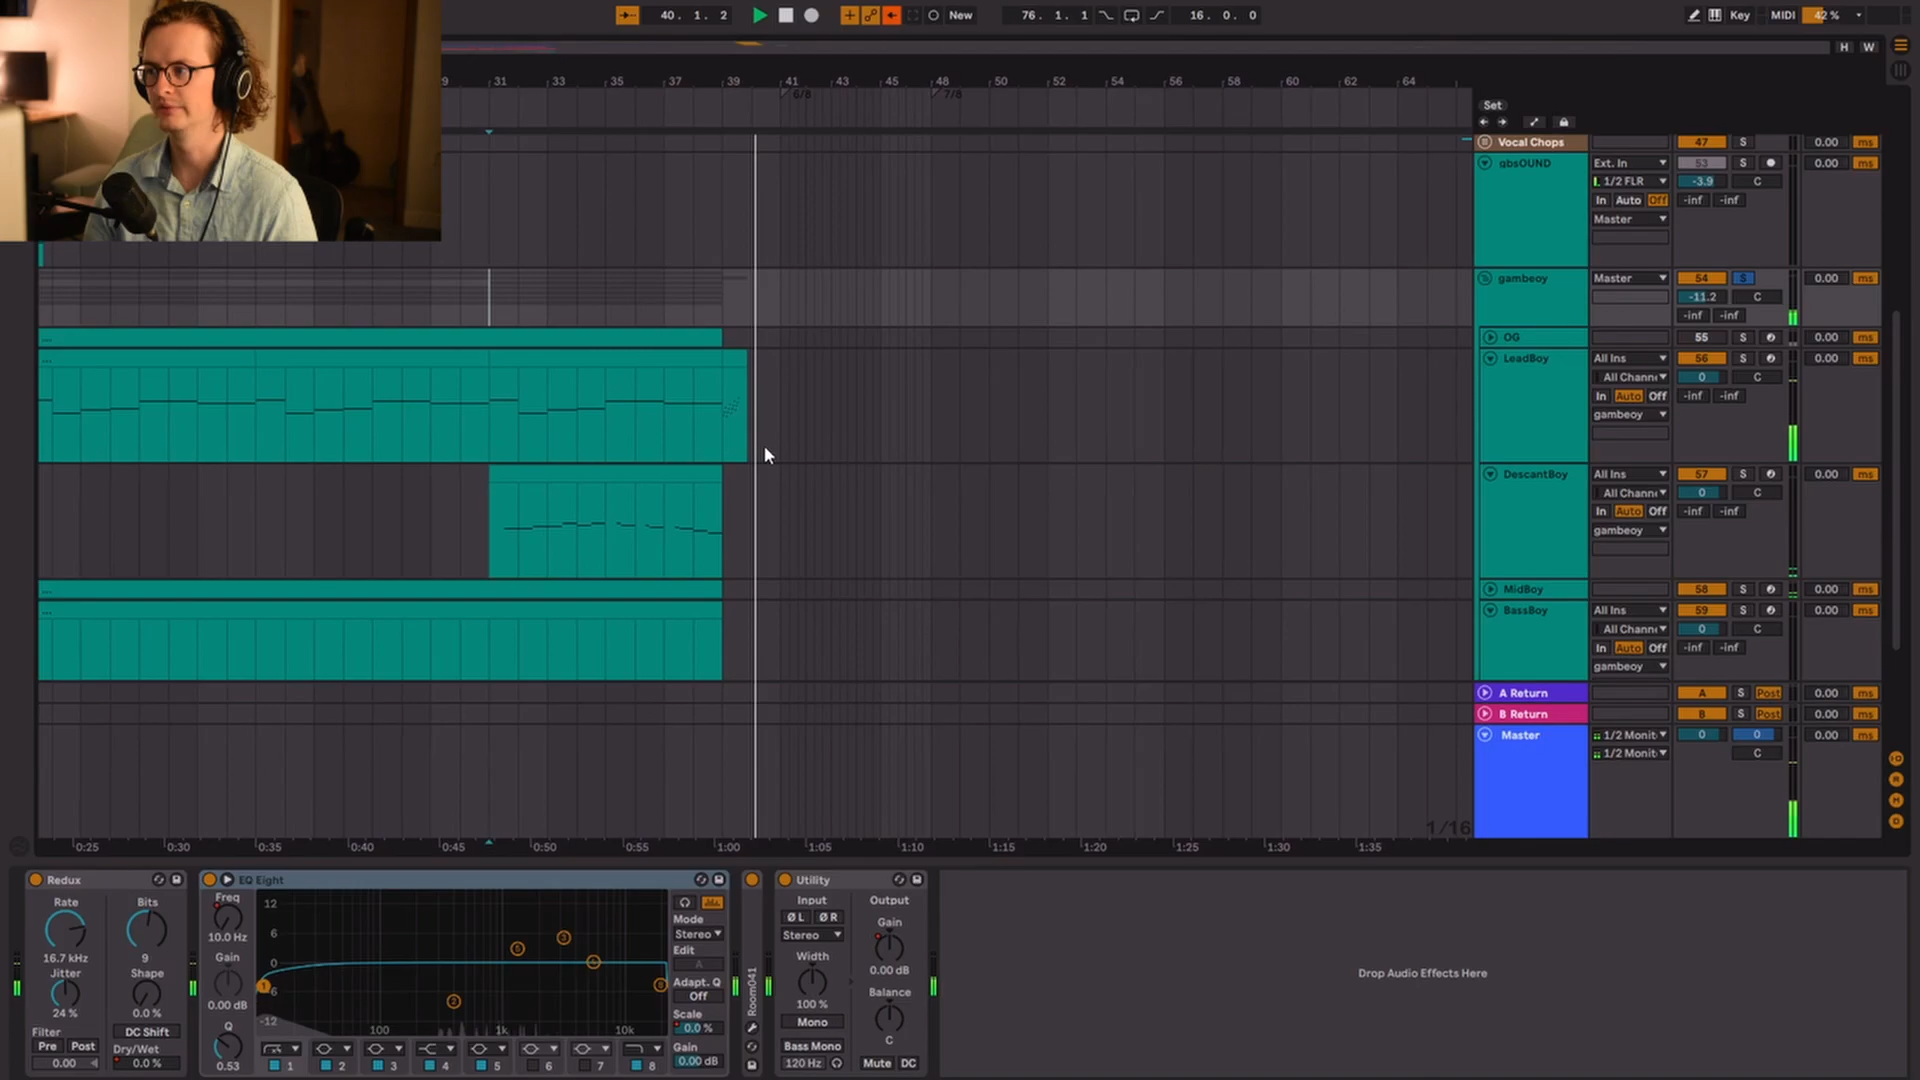 40. 1. 2 New 76. 1. 1 16. 0. 0 Key MIDI 42 %
H W
9 31 33 35 37 39 41 43 45 48 50 52 54 56 58 60 62 64
6/8 7/8
Set
Vocal Chops 47 S 0.00 ms
gbsOUND Ext. In 53 S 0.00 ms
1/2 FLR -3.9 C
In Auto Off -inf -inf
Master
gambeoy Master 54 S 0.00 ms
-11.2 C
-inf -inf
... OG 55 S 0.00 ms
... LeadBoy All Ins 56 S 0.00 ms
All Chann 0 C
In Auto Off -inf -inf
gambeoy
DescantBoy All Ins 57 S 0.00 ms
All Chann 0 C
In Auto Off -inf -inf
gambeoy
... MidBoy 58 S 0.00 ms
... BassBoy All Ins 59 S 0.00 ms
All Chann 0 C
In Auto Off -inf -inf
gambeoy
A Return A S Post 0.00 ms
B Return B S Post 0.00 ms
Master 1/2 Monit 0 0 0.00 ms
1/2 Monit C
1/16
0:25 0:30 0:35 0:40 0:45 0:50 0:55 1:00 1:05 1:10 1:15 1:20 1:25 1:30 1:35
Redux
Rate Bits
16.7 kHz 9
Jitter Shape
24 % 0.0 %
Filter DC Shift
Pre Post Dry/Wet
0.00 0.0 %
EQ Eight
Freq
10.0 Hz
Gain
0.00 dB
Q
0.53
12
6
0
6
-12
100 1k 10k
1 2 3 4 5 8
1 2 3 4 5 6 7 8
Mode
Stereo
Edit
A
Adapt. Q
Off
Scale
0.0 %
Gain
0.00 dB
Room041
Utility
Input Output
Ø L Ø R Gain
Stereo
Width 0.00 dB
100 % Balance
Mono
Bass Mono C
120 Hz Mute DC
Drop Audio Effects Here